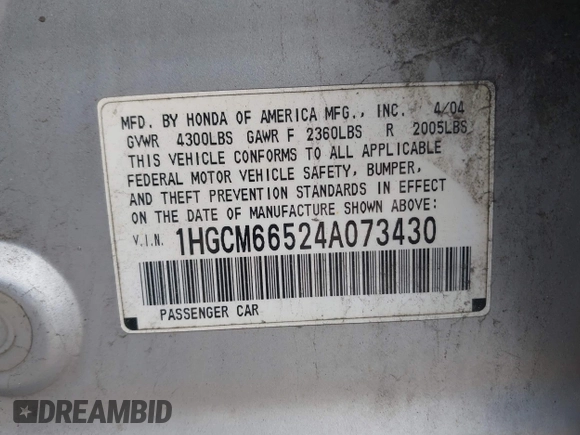 MFD. BY HONDA OF AMERICA MFG., INC. 4/04
GVWR 4300LBS GAWR F 2360LBS R 2005LBS
THIS VEHICLE CONFORMS TO ALL APPLICABLE
FEDERAL MOTOR VEHICLE SAFETY, BUMPER,
AND THEFT PREVENTION STANDARDS IN EFFECT
ON THE DATE OF MANUFACTURE SHOWN ABOVE:
V.I.N. 1HGCM66524A073430
PASSENGER CAR
DREAMBID